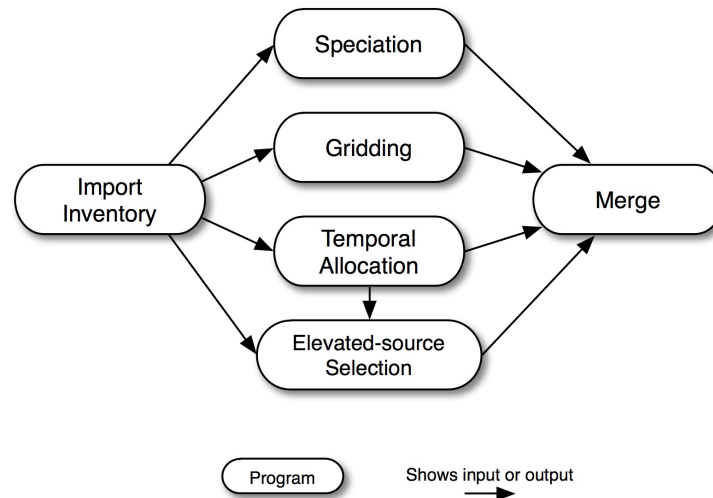 Speciation
Gridding
Import
Inventory
Merge
Temporal
Allocation
Elevated-source
Selection
Program
Shows input or output